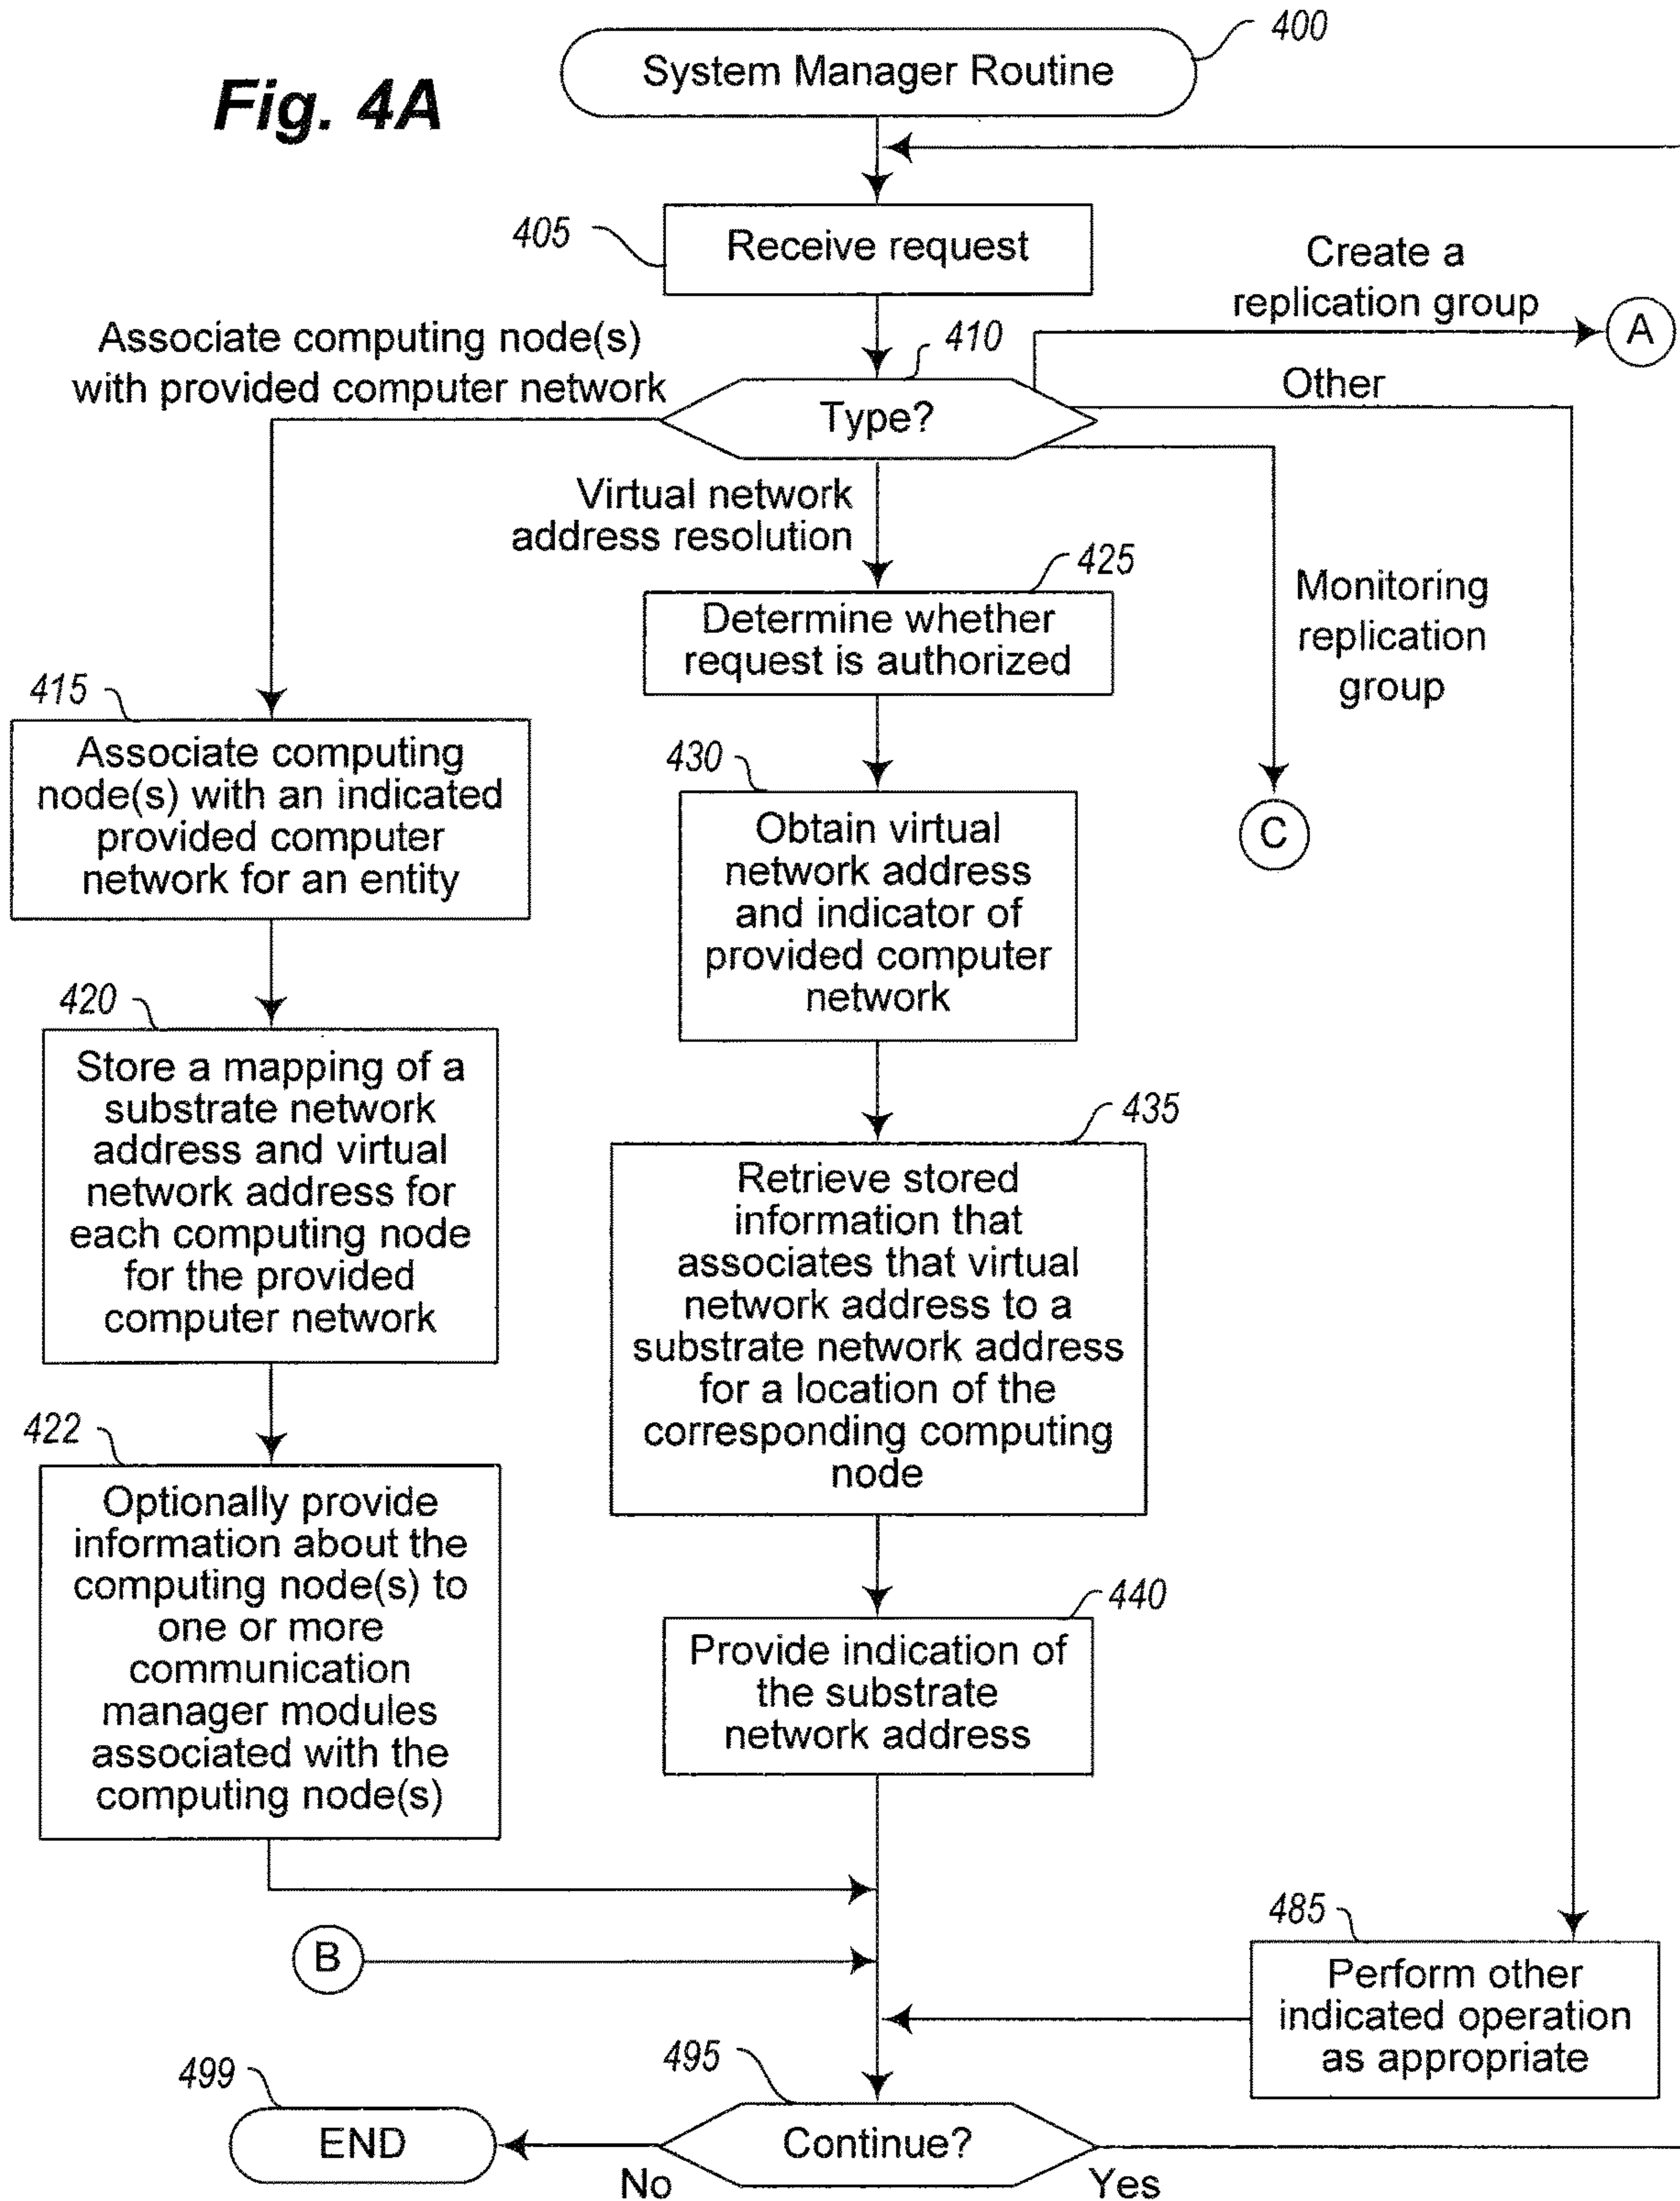 Fig. 4A
System Manager Routine
400
405
Receive request
Create a
replication group
A
Associate computing node(s)
with provided computer network
410
Type?
Other
Virtual network
address resolution
425
Determine whether
request is authorized
Monitoring
replication
group
C
415
Associate computing
node(s) with an indicated
provided computer
network for an entity
430
Obtain virtual
network address
and indicator of
provided computer
network
420
Store a mapping of a
substrate network
address and virtual
network address for
each computing node
for the provided
computer network
435
Retrieve stored
information that
associates that virtual
network address to a
substrate network address
for a location of the
corresponding computing
node
422
Optionally provide
information about the
computing node(s) to
one or more
communication
manager modules
associated with the
computing node(s)
440
Provide indication of
the substrate
network address
B
485
Perform other
indicated operation
as appropriate
495
Continue?
499
END
No
Yes